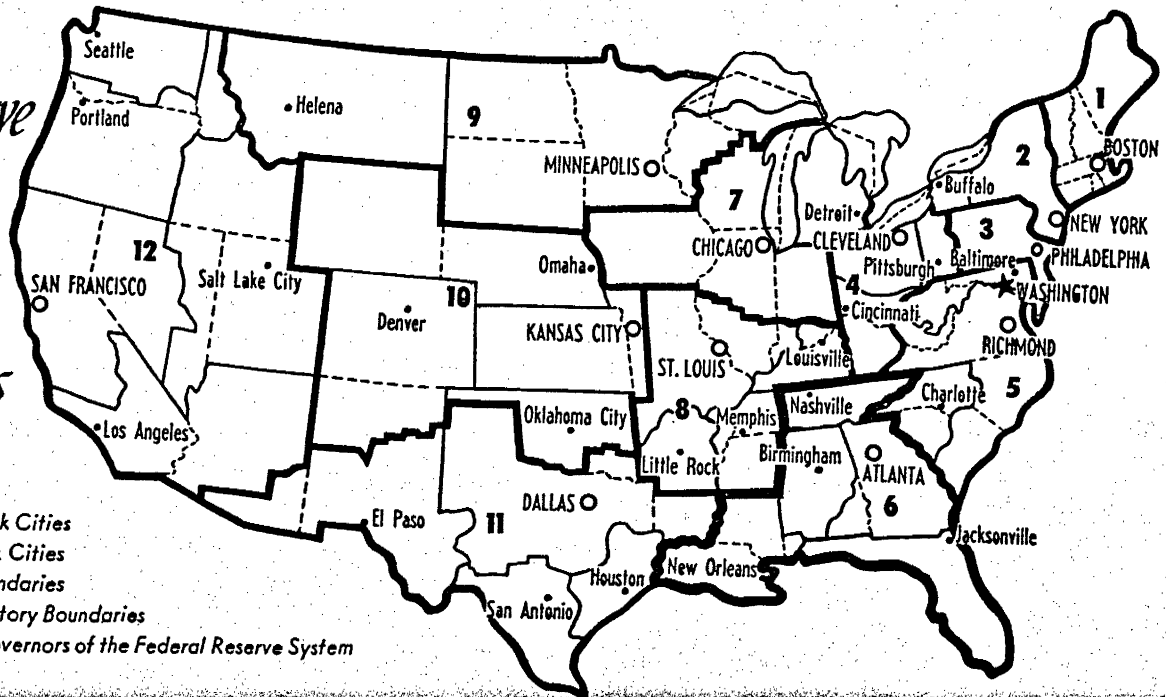 ve
Seattle
Portland
Helena
9
MINNEAPOLIS
1
BOSTON
2
Buffalo
NEW YORK
7
Detroit
CLEVELAND
3
PHILADELPHIA
CHICAGO
Pittsburgh
Baltimore
WASHINGTON
12
SAN FRANCISCO
Salt Lake City
Omaha
10
Denver
KANSAS CITY
4
Cincinnati
RICHMOND
ST. LOUIS
Louisville
5
Charlotte
Los Angeles
Oklahoma City
8
Memphis
Nashville
Little Rock
Birmingham
ATLANTA
6
DALLAS
El Paso
11
Jacksonville
Houston
New Orleans
San Antonio
k Cities
Cities
ndaries
tory Boundaries
overnors of the Federal Reserve System